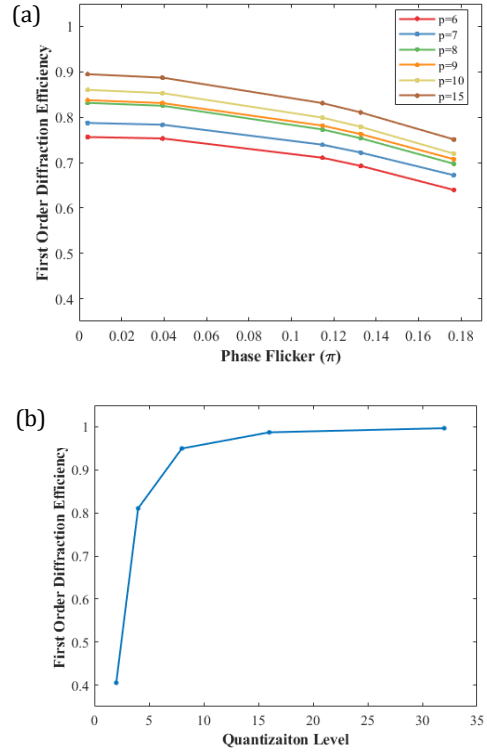 (a)
1
0.9
0.8
0.7
0.6
0.5
0.4
First Order Diffraction Efficiency
p=6
p=7
p=8
p=9
p=10
p=15
0 0.02 0.04 0.06 0.08 0.1 0.12 0.14 0.16 0.18
Phase Flicker (π)
(b)
1
0.9
0.8
0.7
0.6
0.5
0.4
First Order Diffraction Efficiency
0 5 10 15 20 25 30 35
Quantizaiton Level